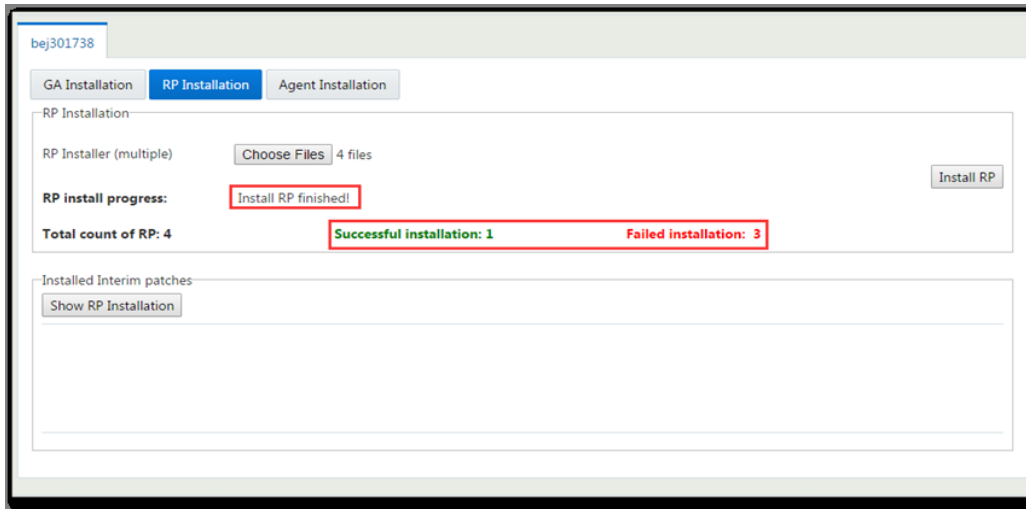 bej301738
GA Installation RP Installation Agent Installation
RP Installation
RP Installer (multiple) Choose Files 4 files
Install RP
RP install progress: Install RP finished!
Total count of RP: 4 Successful installation: 1 Failed installation: 3
Installed Interim patches
Show RP Installation